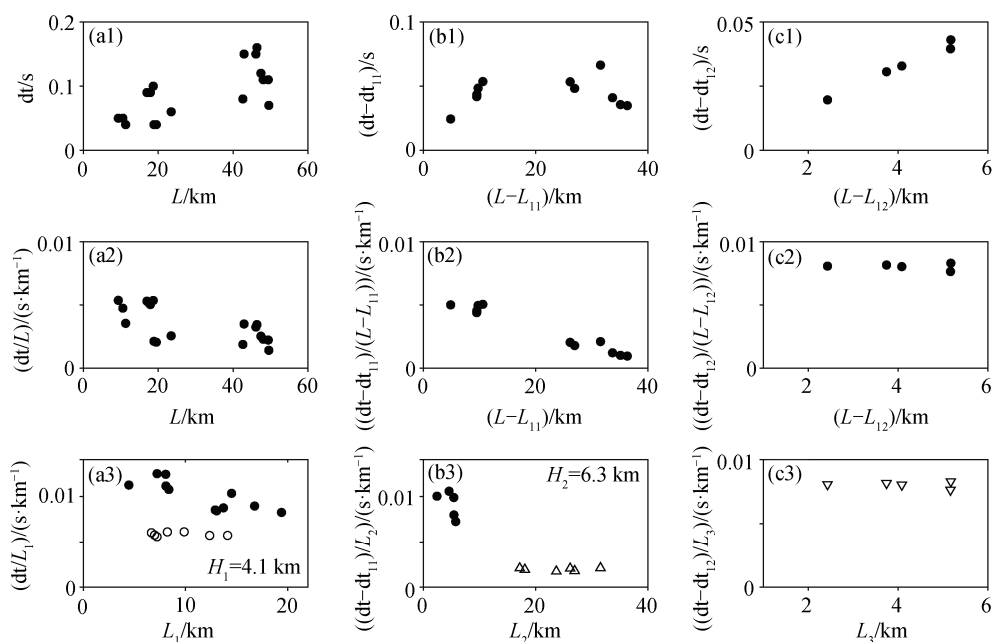 0.2
(a1)
0.1
0
dt/s
0
20
40
60
L/km
0.1
(b1)
0
(dt−dt₁₁)/s
0
20
40
(L−L₁₁)/km
0.05
(c1)
0
(dt−dt₁₂)/s
2
4
6
(L−L₁₂)/km
0.01
(a2)
0
(dt/L)/(s·km⁻¹)
0
20
40
60
L/km
0.01
(b2)
0
((dt−dt₁₁)/(L−L₁₁))/(s·km⁻¹)
0
20
40
(L−L₁₁)/km
0.01
(c2)
0
((dt−dt₁₂)/(L−L₁₂))/(s·km⁻¹)
2
4
6
(L−L₁₂)/km
(a3)
0.01
0
(dt/L₁)/(s·km⁻¹)
H₁=4.1 km
10
20
L₁/km
(b3)
H₂=6.3 km
0.01
0
((dt−dt₁₁)/L₂)/(s·km⁻¹)
0
20
40
L₂/km
0.01
(c3)
0
((dt−dt₁₂)/L₃)/(s·km⁻¹)
2
4
6
L₃/km